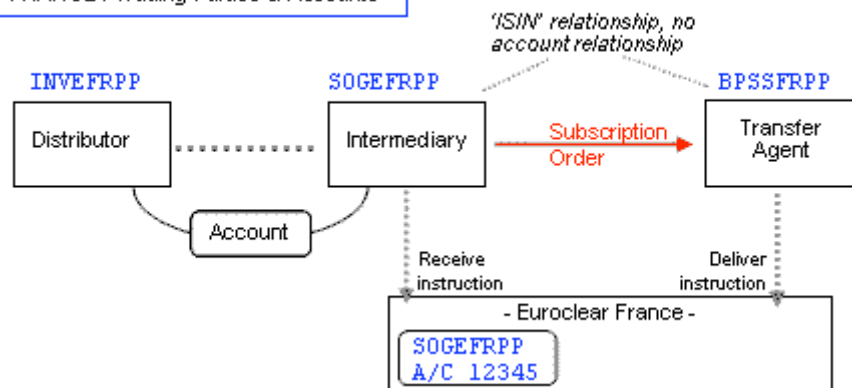 'ISIN' relationship, no
account relationship
INVEFRPP
SOGEFRPP
BPSSFRPP
Distributor
Intermediary
Subscription
Order
Transfer
Agent
Account
Receive
instruction
Deliver
instruction
- Euroclear France -
SOGEFRPP
A/C 12345